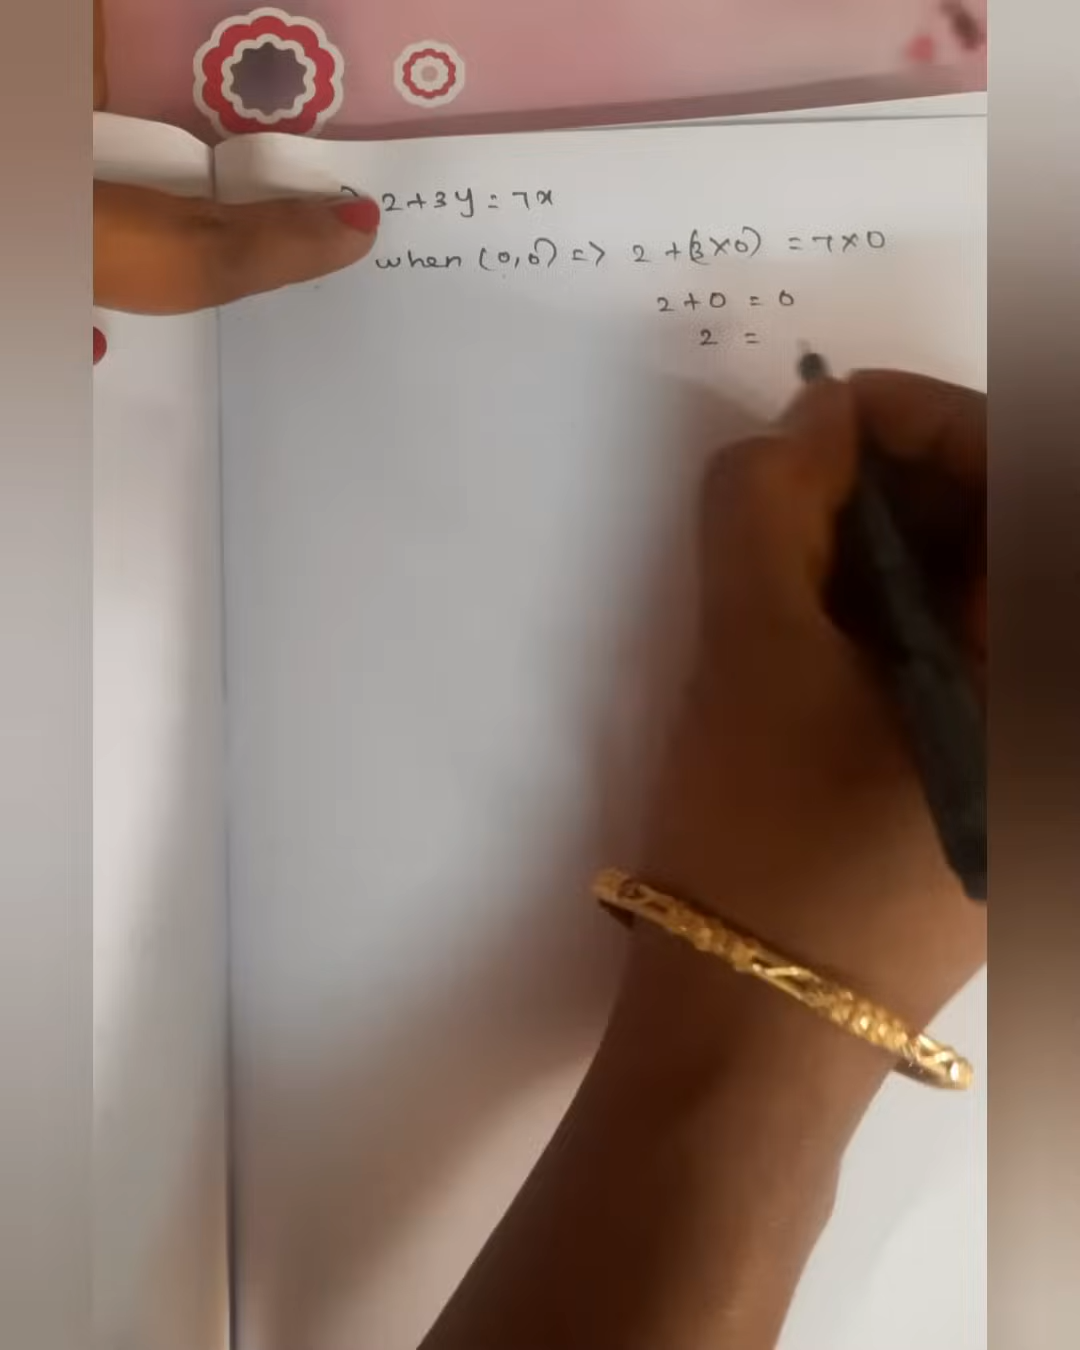 2+3y=7x
when (0,0) => 2+(3×0) = 7×0
2+0 = 0
2 =